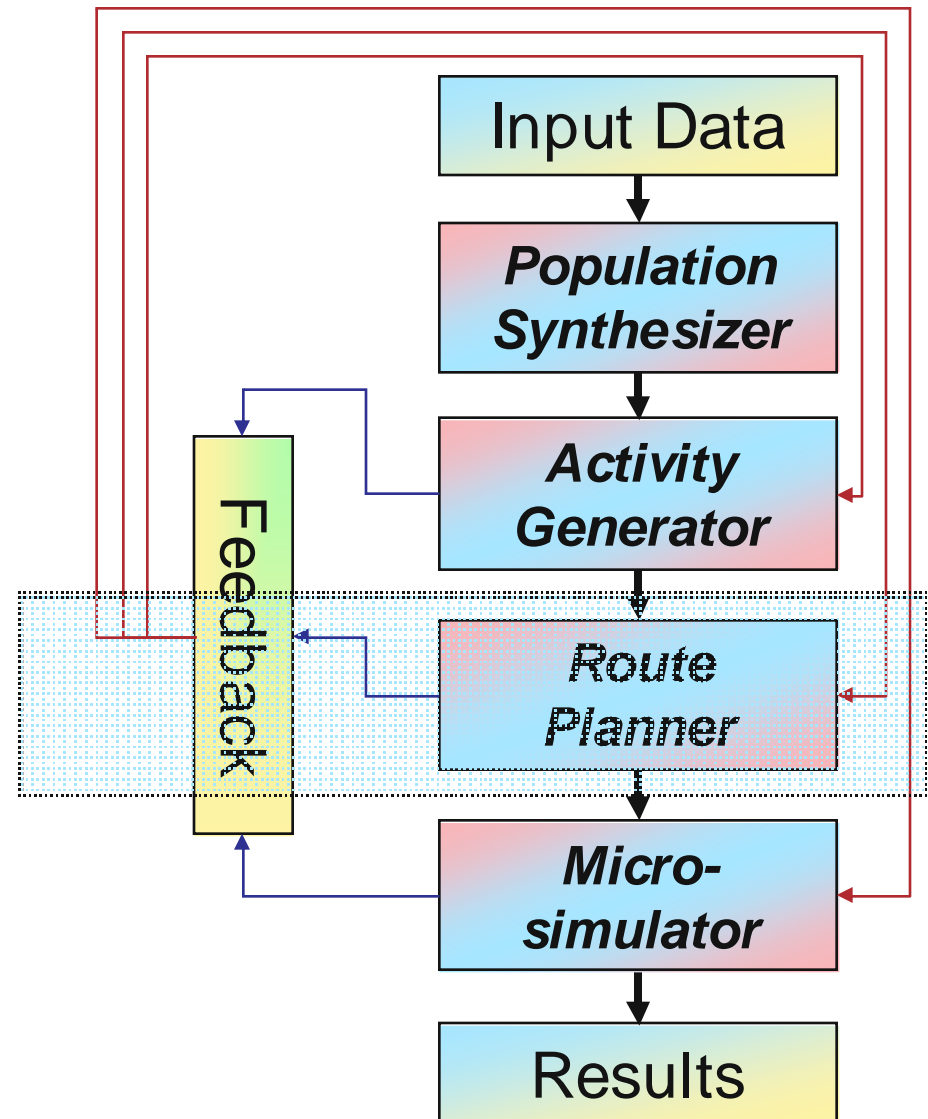 Input Data
Population
Synthesizer
Activity
Generator
Feedback
Route
Planner
Micro-
simulator
Results